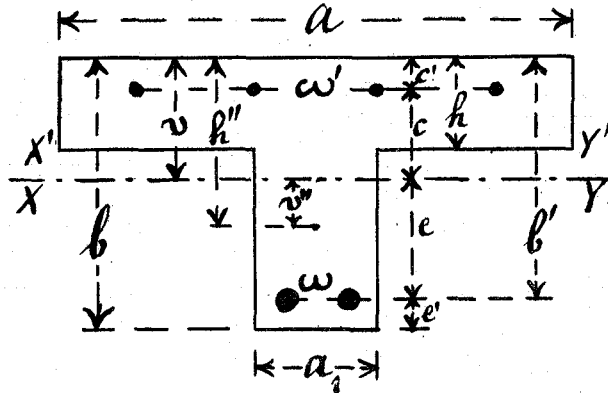 a
ω' c'
v h'' c h
X' Y'
X Y
b v'' e b'
ω
e'
a₁